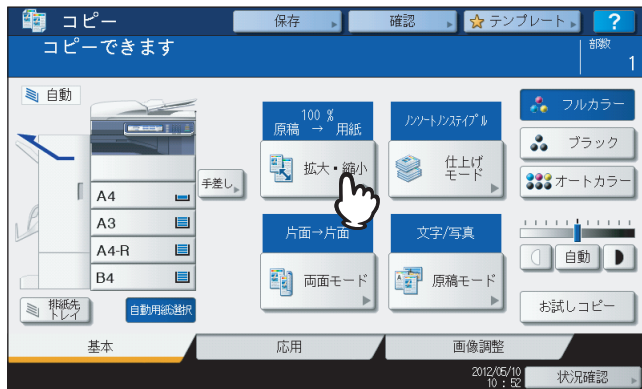 コピー
保存
確認
テンプレート
?
コピーできます
部数
1
自動
100 %
原稿 → 用紙
ノンソートノンステイプル
フルカラー
拡大・縮小
仕上げ
モード
ブラック
手差し
オートカラー
A4
A3
A4-R
B4
片面→片面
文字/写真
両面モード
原稿モード
自動
排紙先
トレイ
自動用紙選択
お試しコピー
基本
応用
画像調整
2012/05/10
10 : 52
状況確認